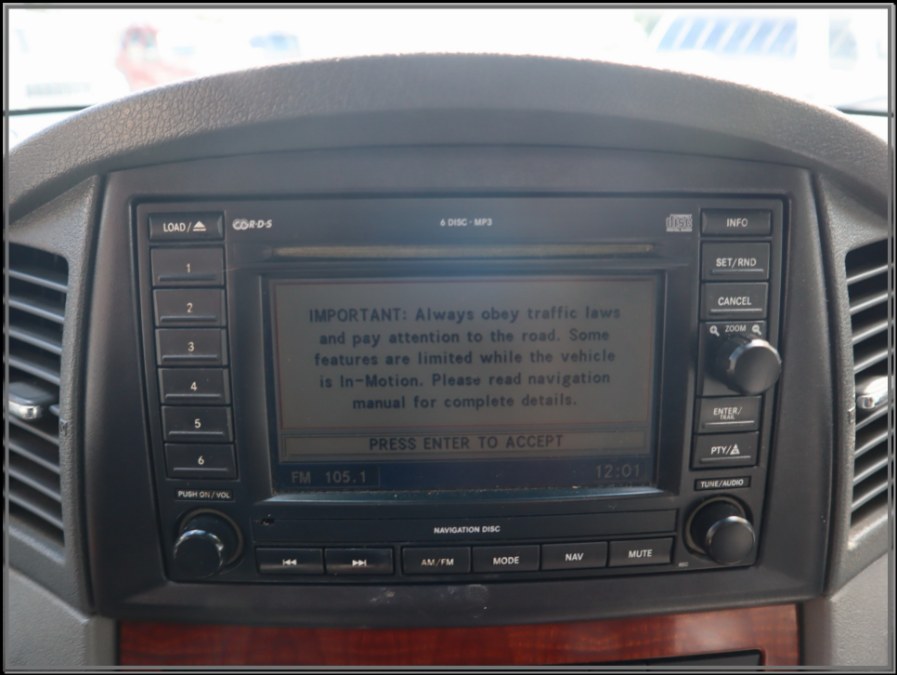 LOAD/
R·D·S
6 DISC · MP3
INFO
1
2
3
4
5
6
SET/RND
CANCEL
ZOOM
ENTER/
TRAIL
PTY/
TUNE/AUDIO
IMPORTANT: Always obey traffic laws
and pay attention to the road. Some
features are limited while the vehicle
is In-Motion. Please read navigation
manual for complete details.
PRESS ENTER TO ACCEPT
FM 105.1 12:01
PUSH ON/VOL
NAVIGATION DISC
AM/FM MODE NAV MUTE